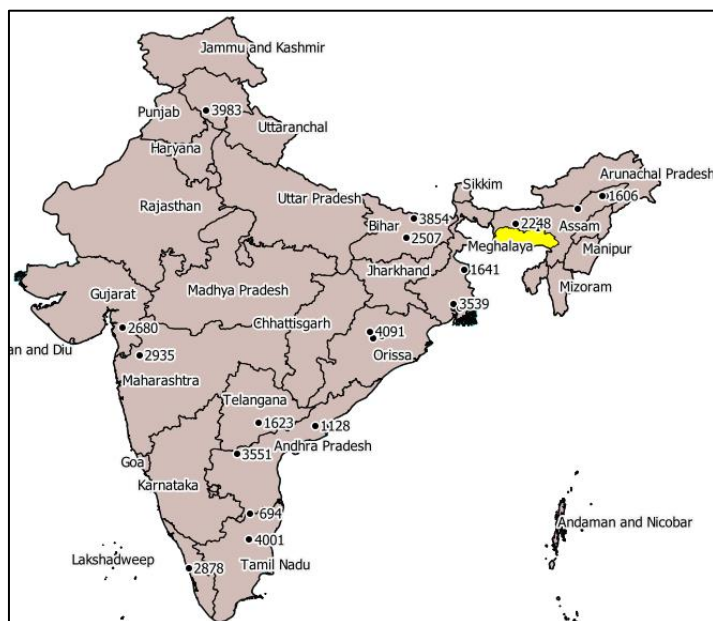 Jammu and Kashmir
3983
Punjab
Uttaranchal
Haryana
Arunachal Pradesh
Sikkim
Uttar Pradesh
1606
Rajasthan
3854
2248
Bihar
Assam
2507
Meghalaya
Manipur
Jharkhand
1641
Mizoram
Madhya Pradesh
Gujarat
3539
Chhattisgarh
2680
4091
an and Diu
2935
Orissa
Maharashtra
Telangana
1623
1128
Andhra Pradesh
3551
Goa
Karnataka
694
Andaman and Nicobar
4001
Lakshadweep
2878
Tamil Nadu